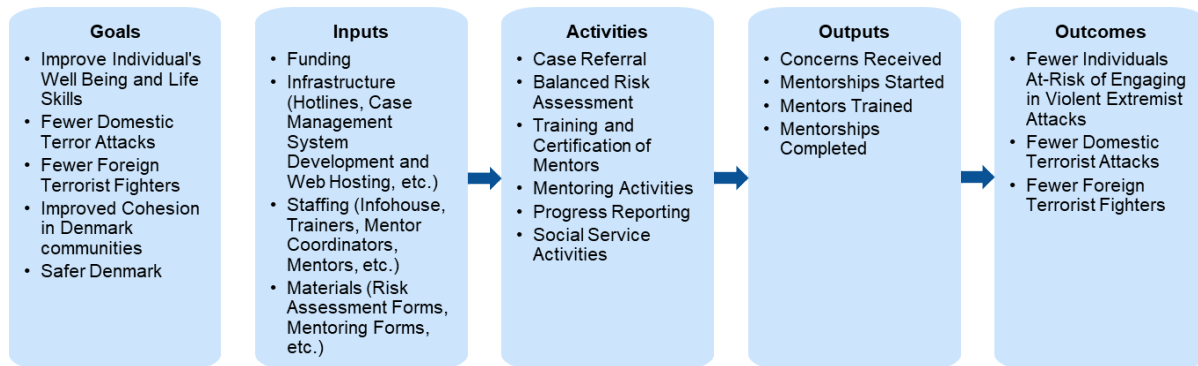 Goals
• Improve Individual's
Well Being and Life
Skills
• Fewer Domestic
Terror Attacks
• Fewer Foreign
Terrorist Fighters
• Improved Cohesion
in Denmark
communities
• Safer Denmark
Inputs
• Funding
• Infrastructure
(Hotlines, Case
Management
System
Development and
Web Hosting, etc.)
• Staffing (Infohouse,
Trainers, Mentor
Coordinators,
Mentors, etc.)
• Materials (Risk
Assessment Forms,
Mentoring Forms,
etc.)
Activities
• Case Referral
• Balanced Risk
Assessment
• Training and
Certification of
Mentors
• Mentoring Activities
• Progress Reporting
• Social Service
Activities
Outputs
• Concerns Received
• Mentorships Started
• Mentors Trained
• Mentorships
Completed
Outcomes
• Fewer Individuals
At-Risk of Engaging
in Violent Extremist
Attacks
• Fewer Domestic
Terrorist Attacks
• Fewer Foreign
Terrorist Fighters